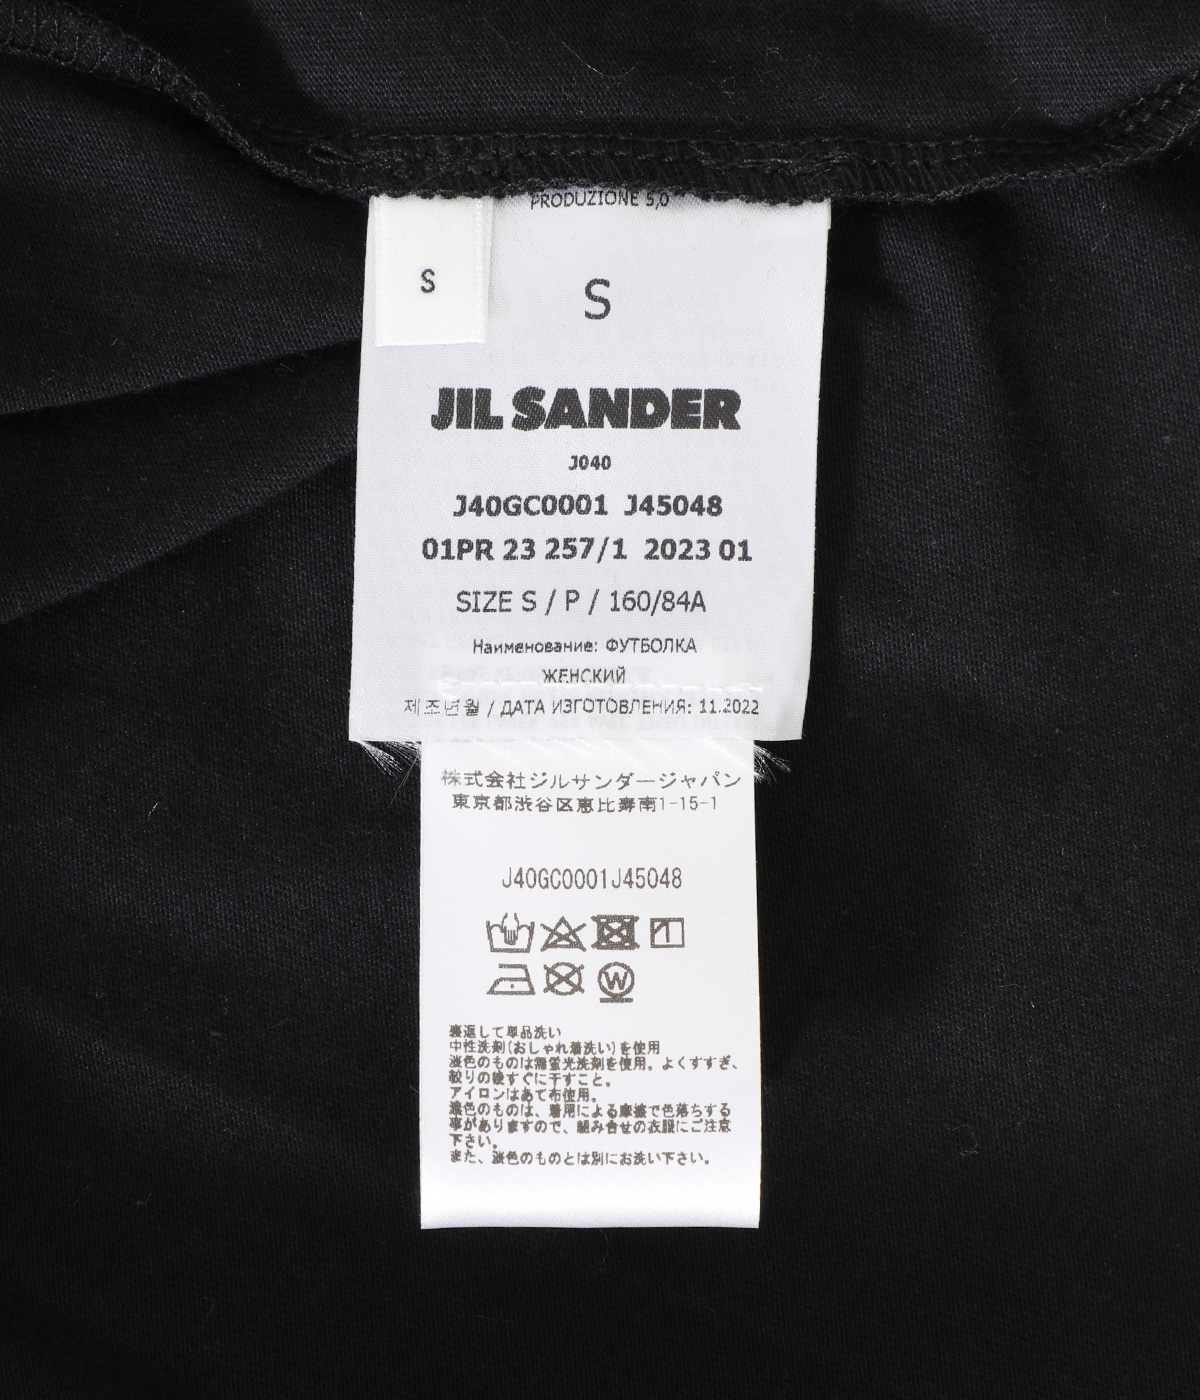 PRODUZIONE 5,0
S
S
JIL SANDER
J040
J40GC0001 J45048
01PR 23 257/1 2023 01
SIZE S / P / 160/84A
Наименование: ФУТБОЛКА
ЖЕНСКИЙ
제조년월 / ДАТА ИЗГОТОВЛЕНИЯ: 11.2022
株式会社ジルサンダージャパン
東京都渋谷区恵比寿南1-15-1
J40GC0001J45048
W
裏返して単品洗い
中性洗剤(おしゃれ着洗い)を使用
淡色のものは無蛍光洗剤を使用。よくすすぎ、
絞りの後すぐに干すこと。
アイロンはあて布使用。
濃色のものは、着用による摩擦で色落ちする
事がありますので、組み合せの衣服にご注意
下さい。
また、淡色のものとは別にお洗い下さい。